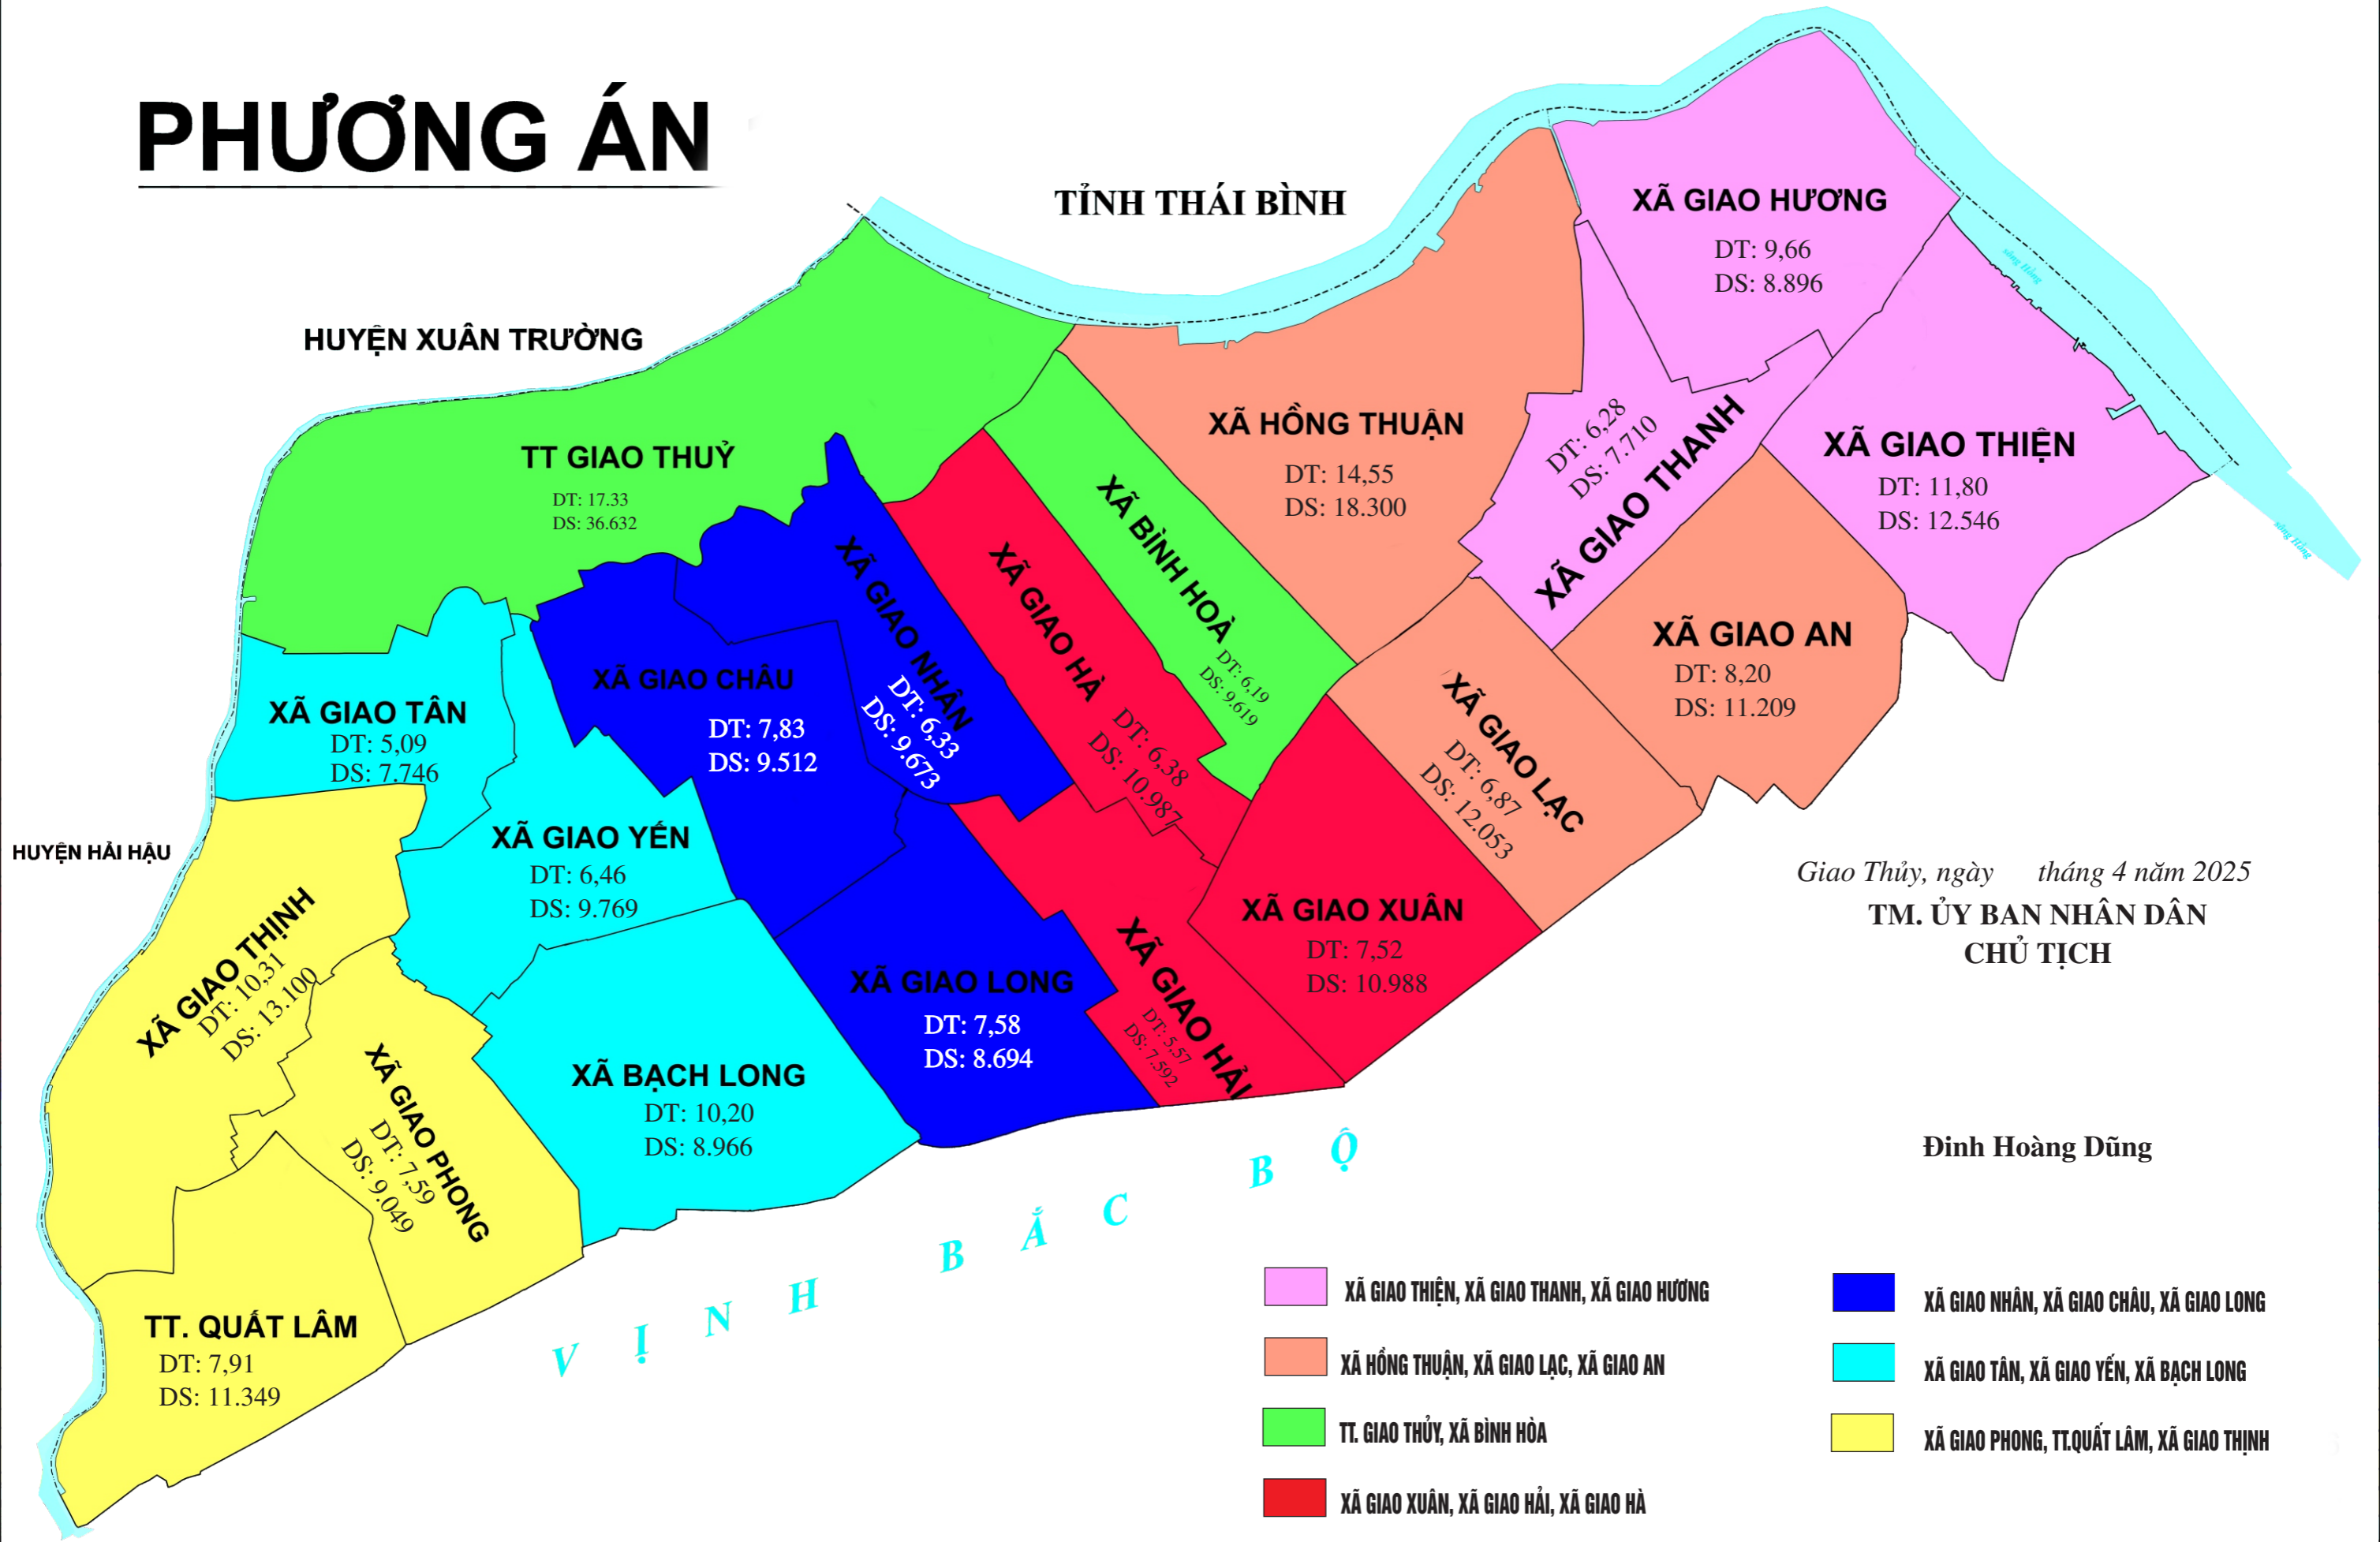 PHƯƠNG ÁN
TỈNH THÁI BÌNH
HUYỆN XUÂN TRƯỜNG
XÃ GIAO HƯƠNG
DT: 9,66
DS: 8.896
sông Hồng
sông Hồng
TT GIAO THUỶ
DT: 17.33
DS: 36.632
XÃ HỒNG THUẬN
DT: 14,55
DS: 18.300
DT: 6,28
DS: 7.710
XÃ GIAO THANH
XÃ GIAO THIỆN
DT: 11,80
DS: 12.546
XÃ BÌNH HOÀ
DT: 6,19
DS: 9.619
XÃ GIAO HÀ
DT: 6,38
DS: 10.987
XÃ GIAO NHÂN
DT: 6,33
DS: 9.673
XÃ GIAO CHÂU
DT: 7,83
DS: 9.512
XÃ GIAO AN
DT: 8,20
DS: 11.209
XÃ GIAO LẠC
DT: 6,87
DS: 12.053
XÃ GIAO TÂN
DT: 5,09
DS: 7.746
XÃ GIAO YẾN
DT: 6,46
DS: 9.769
HUYỆN HẢI HẬU
XÃ GIAO THỊNH
DT: 10,31
DS: 13.100
XÃ GIAO XUÂN
DT: 7,52
DS: 10.988
XÃ GIAO LONG
DT: 7,58
DS: 8.694
XÃ GIAO HẢI
DT: 5,57
DS: 7.592
XÃ BẠCH LONG
DT: 10,20
DS: 8.966
XÃ GIAO PHONG
DT: 7,59
DS: 9.049
TT. QUẤT LÂM
DT: 7,91
DS: 11.349
VỊNH BẮC BỘ
Giao Thủy, ngày tháng 4 năm 2025
TM. ỦY BAN NHÂN DÂN
CHỦ TỊCH
Đinh Hoàng Dũng
XÃ GIAO THIỆN, XÃ GIAO THANH, XÃ GIAO HƯƠNG
XÃ HỒNG THUẬN, XÃ GIAO LẠC, XÃ GIAO AN
TT. GIAO THỦY, XÃ BÌNH HÒA
XÃ GIAO XUÂN, XÃ GIAO HẢI, XÃ GIAO HÀ
XÃ GIAO NHÂN, XÃ GIAO CHÂU, XÃ GIAO LONG
XÃ GIAO TÂN, XÃ GIAO YẾN, XÃ BẠCH LONG
XÃ GIAO PHONG, TT.QUẤT LÂM, XÃ GIAO THỊNH